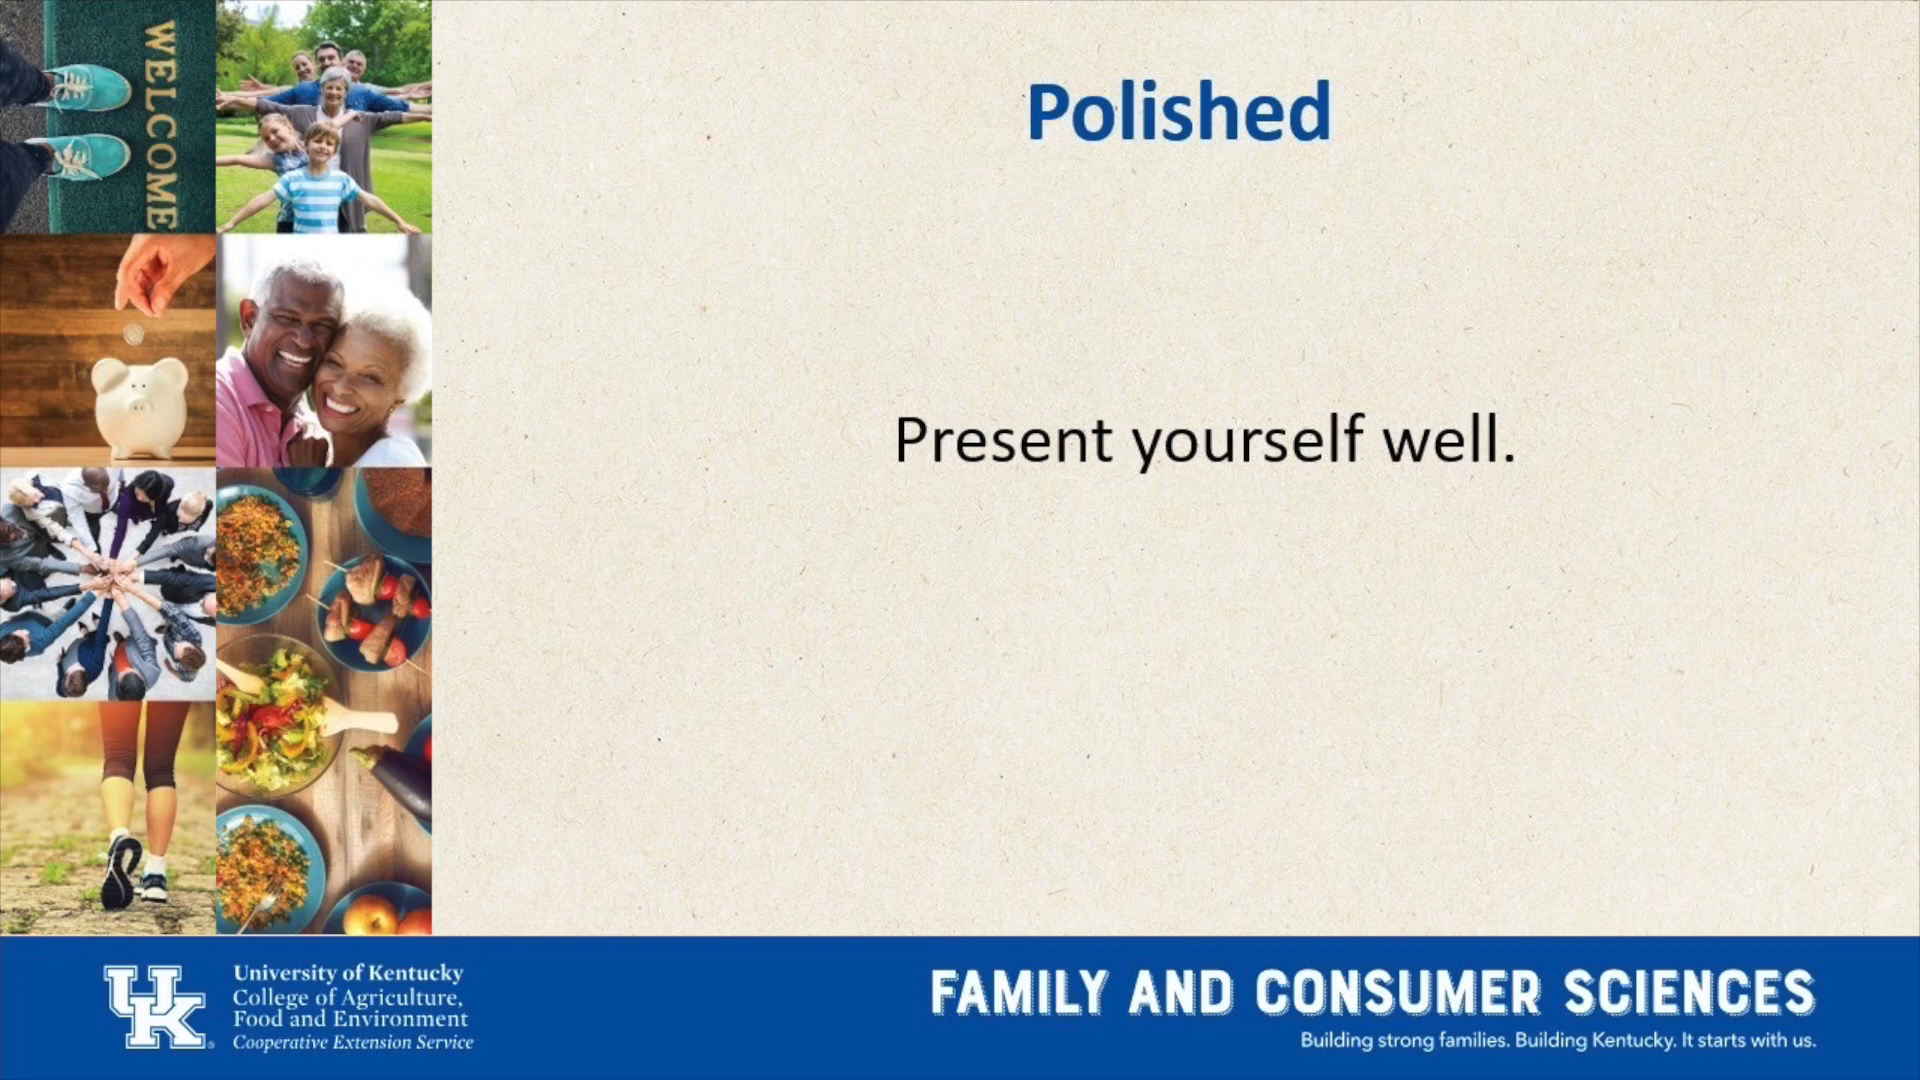 WELCOME
Polished
Present yourself well.
UK
University of Kentucky
College of Agriculture,
Food and Environment
Cooperative Extension Service
FAMILY AND CONSUMER SCIENCES
Building strong families. Building Kentucky. It starts with us.